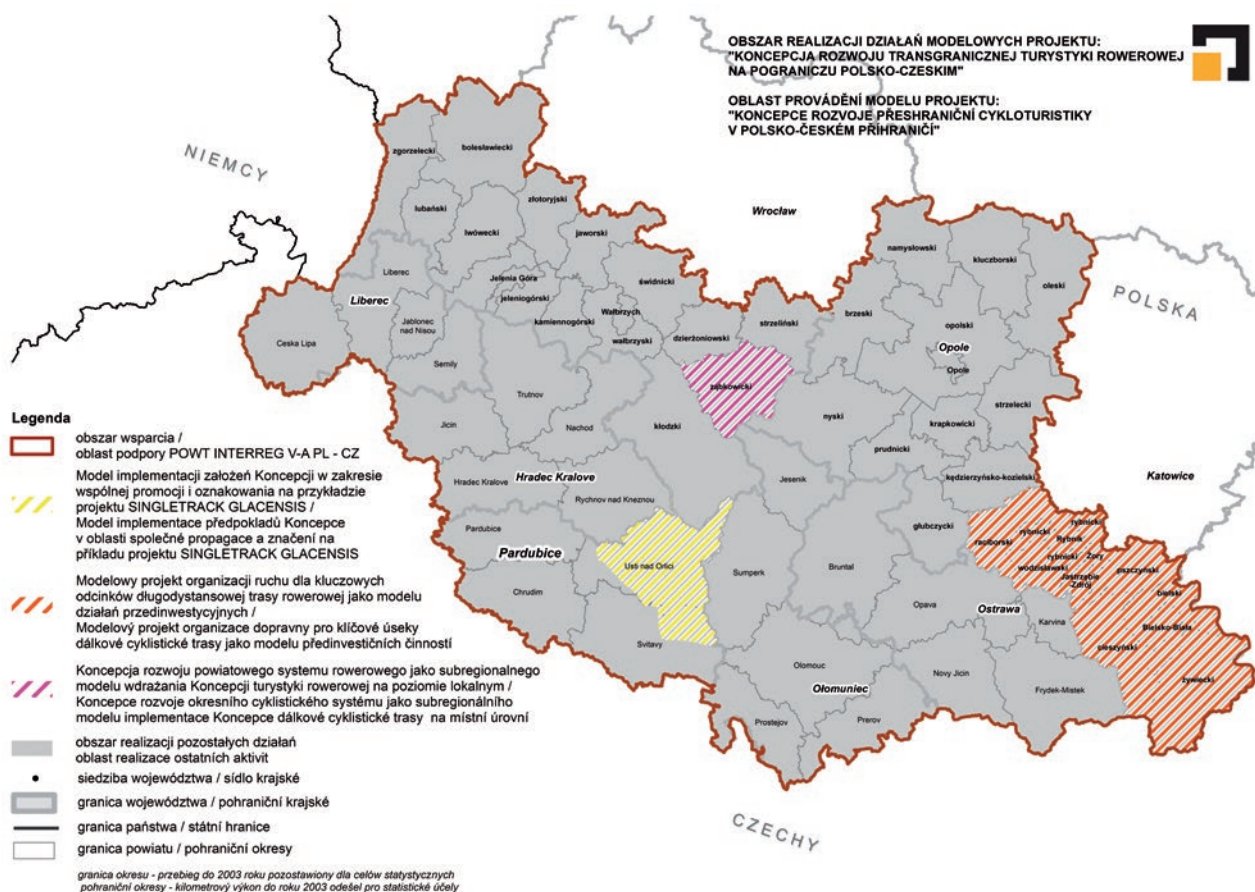 OBSZAR REALIZACJI DZIAŁAŃ MODELOWYCH PROJEKTU:
"KONCEPCJA ROZWOJU TRANSGRANICZNEJ TURYSTYKI ROWEROWEJ
NA POGRANICZU POLSKO-CZESKIM"
OBLAST PROVÁDĚNÍ MODELU PROJEKTU:
"KONCEPCE ROZVOJE PŘESHRANIČNÍ CYKLOTURISTIKY
V POLSKO-ČESKÉM PŘÍHRANIČÍ"
NIEMCY
zgorzelecki
bolesławiecki
lubański
lwówecki
złotoryjski
jaworski
Wrocław
namysłowski
kluczborski
oleski
POLSKA
Liberec
Liberec
Jelenia Góra
jeleniogórski
świdnicki
Ceska Lipa
Jablonec
nad Nisou
kamiennogórski
Wałbrzych
wałbrzyski
dzierżoniowski
strzeliński
brzeski
opolski
Opole
Opole
Semily
Trutnov
ząbkowicki
strzelecki
Jicin
Nachod
kłodzki
nyski
krapkowicki
prudnicki
Hradec Kralove
Hradec Kralove
Rychnov nad Kneznou
Jesenik
kędzierzyńsko-kozielski
Katowice
Pardubice
Pardubice
głubczycki
raciborski
rybnicki
rybnicki
Rybnik
rybnicki
Żory
wodzisławski
Jastrzębie
-Zdrój
pszczyński
bielski
Usti nad Orlici
Sumperk
Bruntal
Chrudim
Opava
Ostrawa
Karvina
Bielsko-Biała
cieszyński
Svitavy
Olomouc
Ołomuniec
Novy Jicin
Frydek-Mistek
żywiecki
Prostejov
Prerov
CZECHY
Legenda
obszar wsparcia /
oblast podpory POWT INTERREG V-A PL - CZ
Model implementacji założeń Koncepcji w zakresie
wspólnej promocji i oznakowania na przykładzie
projektu SINGLETRACK GLACENSIS /
Model implementace předpokladů Koncepce
v oblasti společné propagace a značení na
příkladu projektu SINGLETRACK GLACENSIS
Modelowy projekt organizacji ruchu dla kluczowych
odcinków długodystansowej trasy rowerowej jako modelu
działań przedinwestycyjnych /
Modelový projekt organizace dopravny pro klíčové úseky
dálkové cyklistické trasy jako modelu předinvestičních činností
Koncepcja rozwoju powiatowego systemu rowerowego jako subregionalnego
modelu wdrażania Koncepcji turystyki rowerowej na poziomie lokalnym /
Koncepce rozvoje okresního cyklistického systému jako subregionálního
modelu implementace Koncepce dálkové cyklistické trasy na místní úrovní
obszar realizacji pozostałych działań
oblast realizace ostatních aktivit
siedziba województwa / sídlo krajské
granica województwa / pohraniční krajské
granica państwa / státní hranice
granica powiatu / pohraniční okresy
granica okresu - przebieg do 2003 roku pozostawiony dla celów statystycznych
pohraniční okresy - kilometrový výkon do roku 2003 odešel pro statistické účely